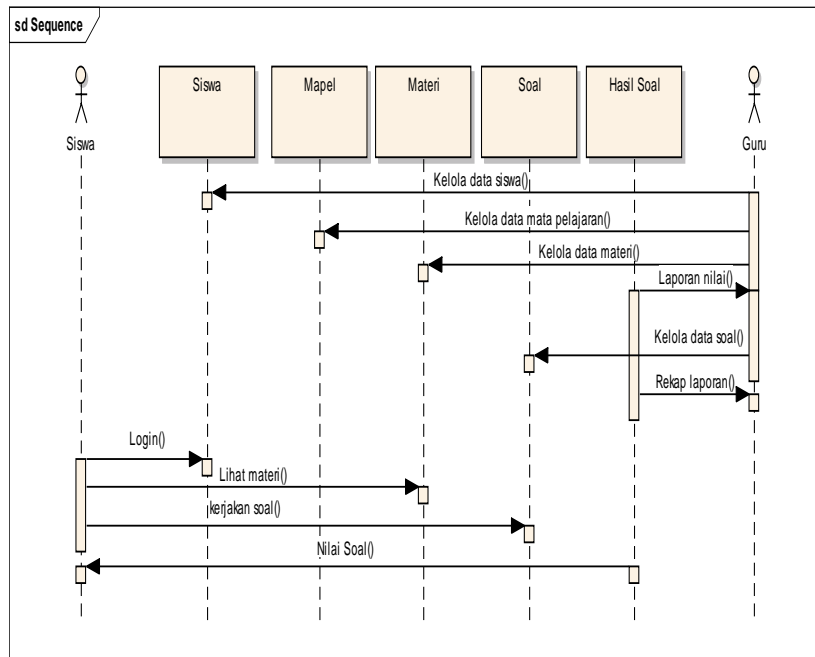 sd Sequence
Siswa
Siswa
Mapel
Materi
Soal
Hasil Soal
Guru
Kelola data siswa()
Kelola data mata pelajaran()
Kelola data materi()
Laporan nilai()
Kelola data soal()
Rekap laporan()
Login()
Lihat materi()
kerjakan soal()
Nilai Soal()